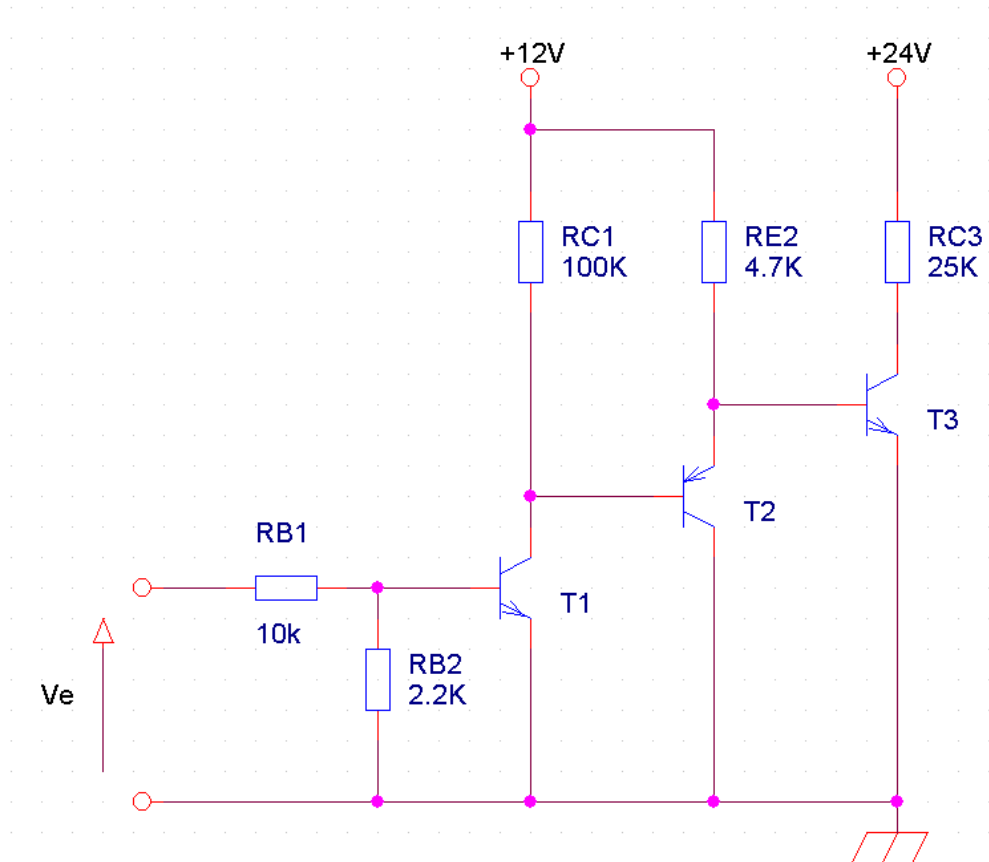 +12V
+24V
RC1
100K
RE2
4.7K
RC3
25K
T3
T2
RB1
10k
T1
RB2
2.2K
Ve